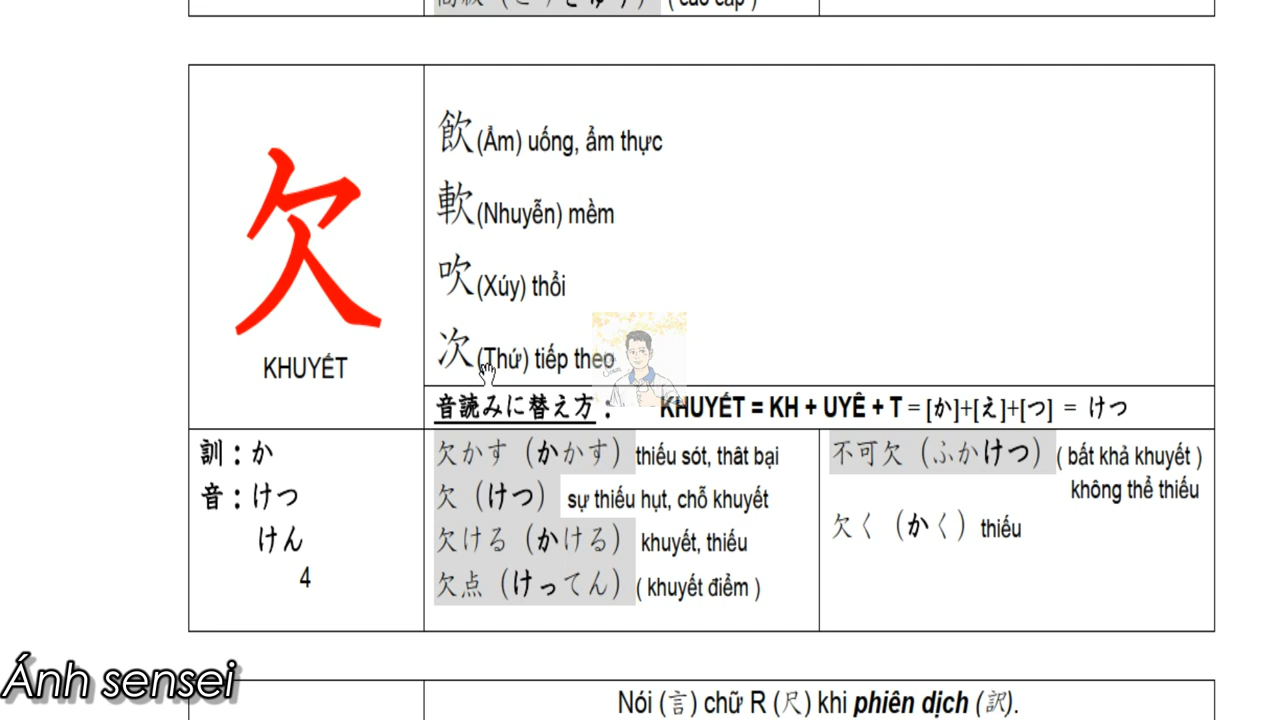 ( cao cấp )
欠
KHUYẾT
飲(Ẩm) uống, ẩm thực
軟(Nhuyễn) mềm
吹(Xúy) thổi
次(Thứ) tiếp theo
音読みに替え方： KHUYẾT = KH + UYÊ + T = [か]+[え]+[つ] = けつ
訓：か
音：けつ
けん
4
欠かす（かかす）thiếu sót, thât bại
欠（けつ） sự thiếu hụt, chỗ khuyết
欠ける（かける） khuyết, thiếu
欠点（けってん）( khuyết điểm )
不可欠（ふかけつ）( bất khả khuyết )
không thể thiếu
欠く（かく）thiếu
Ánh sensei
Nói (言) chữ R (尺) khi phiên dịch (訳).